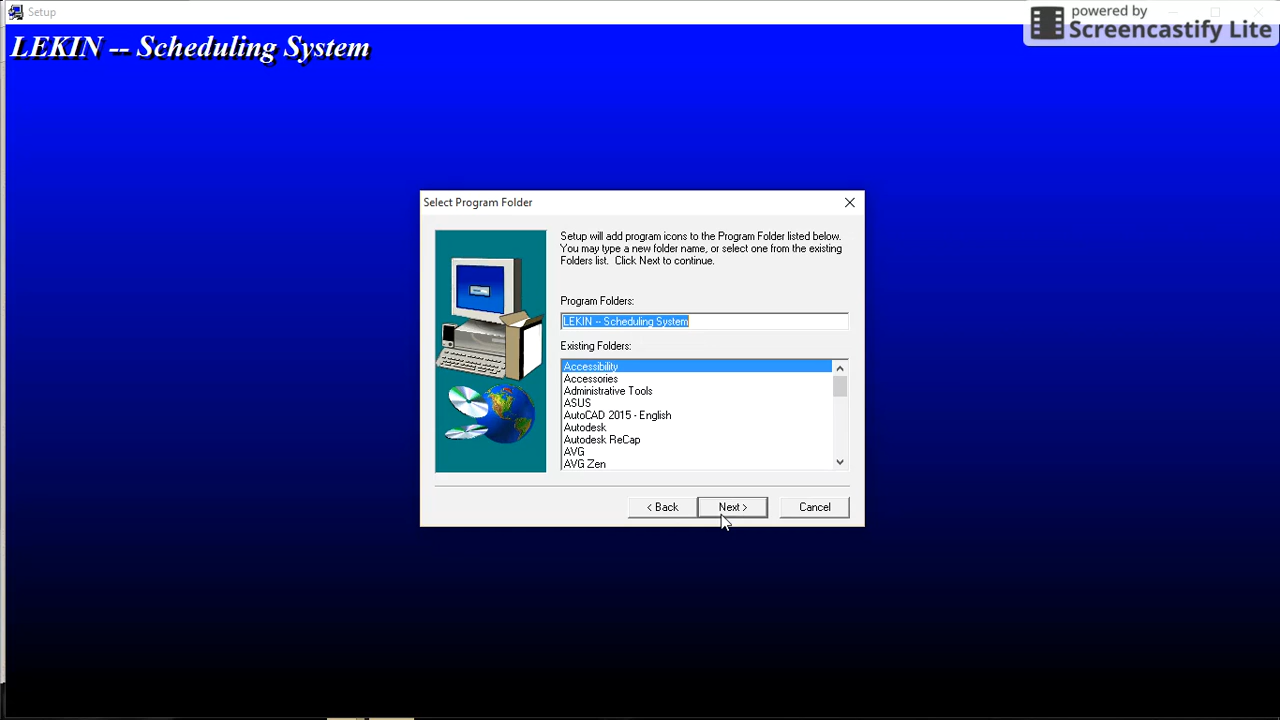 Setup
powered by
Screencastify Lite
LEKIN -- Scheduling System
Select Program Folder
Setup will add program icons to the Program Folder listed below.
You may type a new folder name, or select one from the existing
Folders list.  Click Next to continue.
Program Folders:
LEKIN -- Scheduling System
Existing Folders:
Accessibility
Accessories
Administrative Tools
ASUS
AutoCAD 2015 - English
Autodesk
Autodesk ReCap
AVG
AVG Zen
< Back
Next >
Cancel